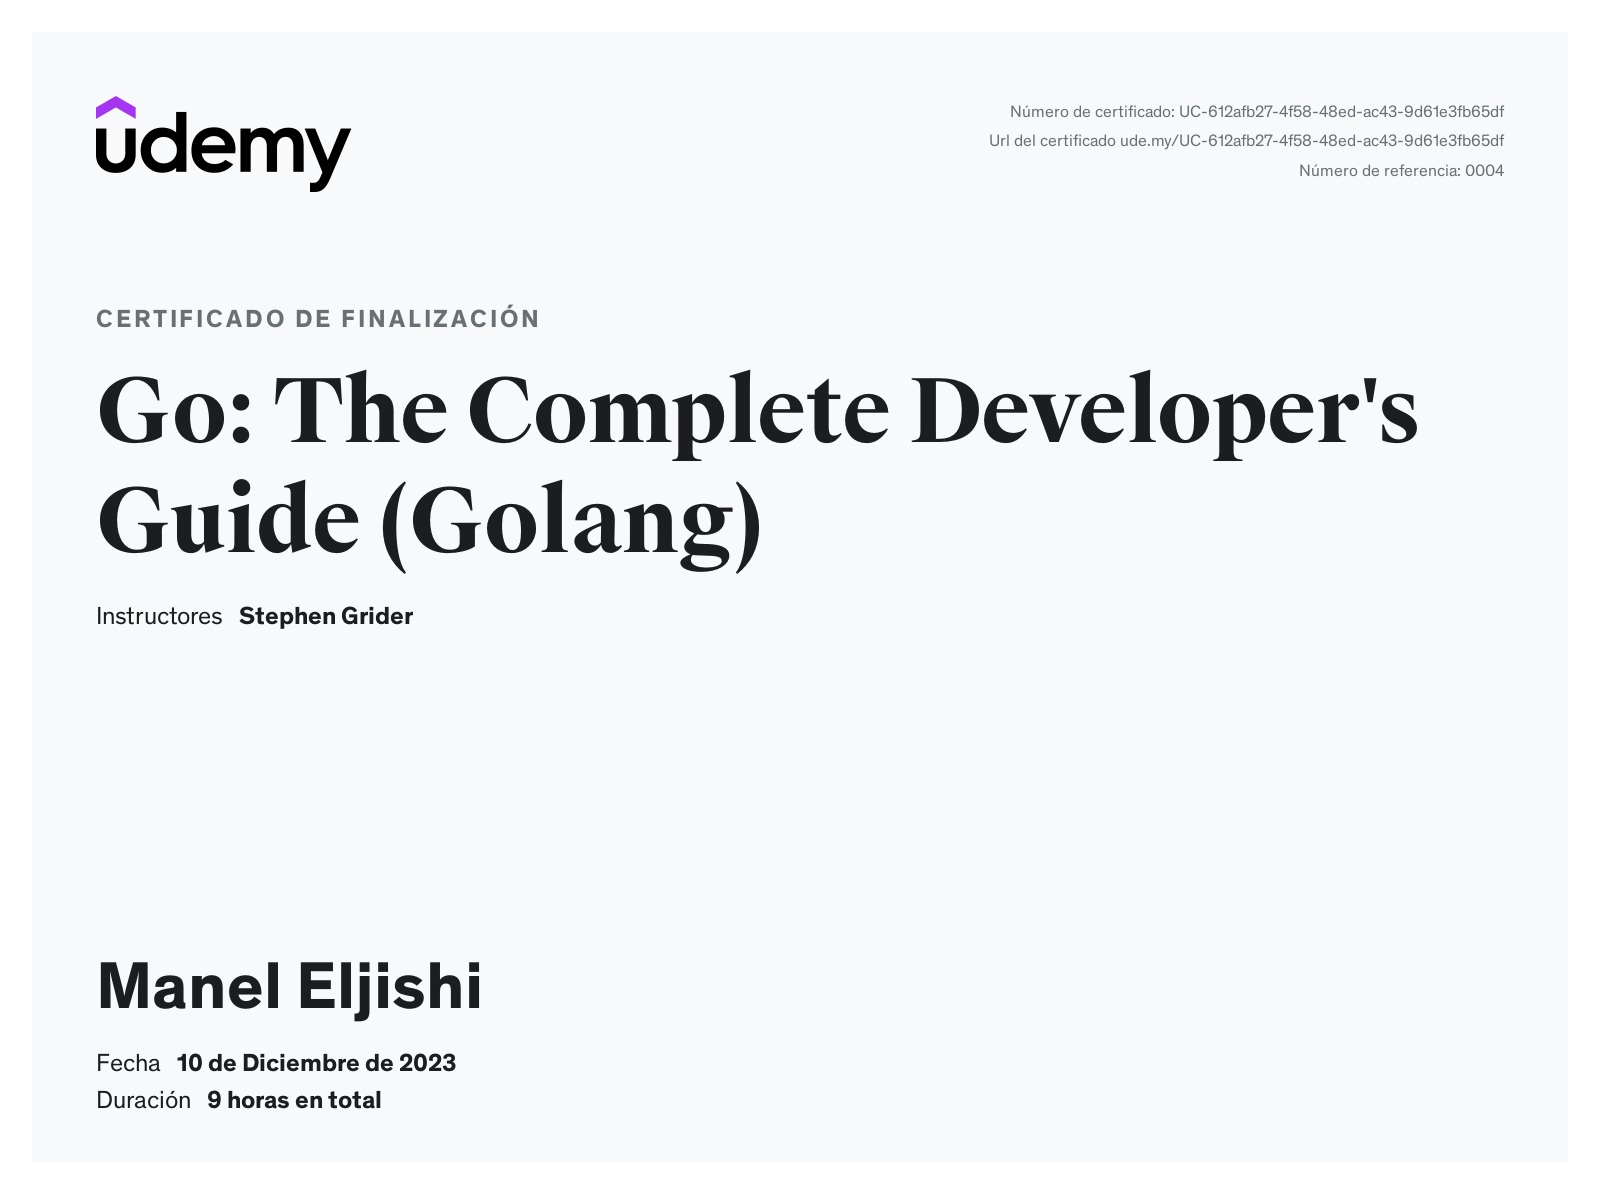 udemy
Número de certificado: UC-612afb27-4f58-48ed-ac43-9d61e3fb65df
Url del certificado ude.my/UC-612afb27-4f58-48ed-ac43-9d61e3fb65df
Número de referencia: 0004
CERTIFICADO DE FINALIZACIÓN
Go: The Complete Developer's
Guide (Golang)
Instructores Stephen Grider
Manel Eljishi
Fecha 10 de Diciembre de 2023
Duración 9 horas en total